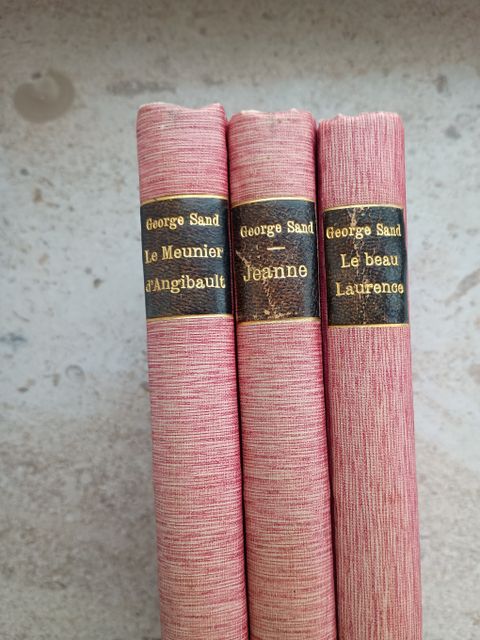 George Sand
Le Meunier
d'Angibault
George Sand
Jeanne
George Sand
Le beau
Laurence